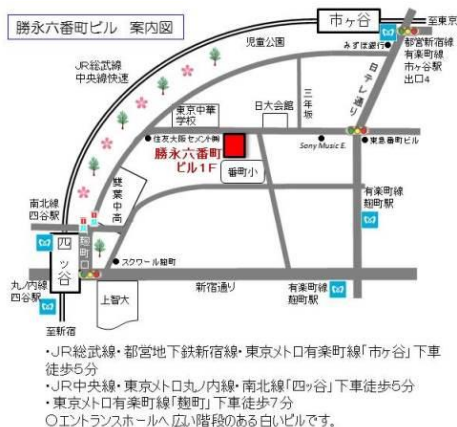 勝永六番町ビル 案内図
市ヶ谷
至東京
児童公園
みずほ銀行
都営新宿線
有楽町線
市ヶ谷駅
出口4
JR総武線
中央線快速
日テレ通り
三年坂
東京中華
学校
日大会館
住友大阪セメント㈱
Sony Music E.
東急番町ビル
勝永六番町
ビル1F
番町小
雙葉中高
有楽町線
麹町駅
南北線
四谷駅
麹町口
四ッ谷
スクワール麹町
丸ノ内線
四谷駅
新宿通り
有楽町線
麹町駅
上智大
至新宿
・JR総武線・都営地下鉄新宿線・東京メトロ有楽町線「市ヶ谷」下車
徒歩5分
・JR中央線・東京メトロ丸ノ内線・南北線「四ッ谷」下車徒歩5分
・東京メトロ有楽町線「麹町」下車徒歩7分
○エントランスホールへ広い階段のある白いビルです。